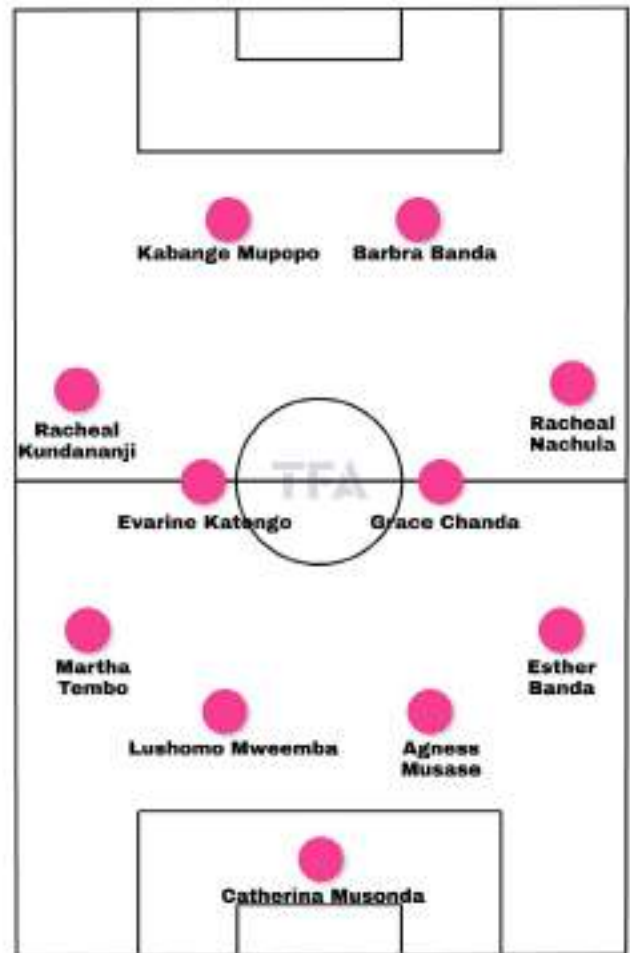 Kabange Mupopo
Barbra Banda
Racheal
Kundananji
Racheal
Nachula
TFA
Evarine Katongo
Grace Chanda
Martha
Tembo
Esther
Banda
Lushomo Mweemba
Agness
Musase
Catherina Musonda